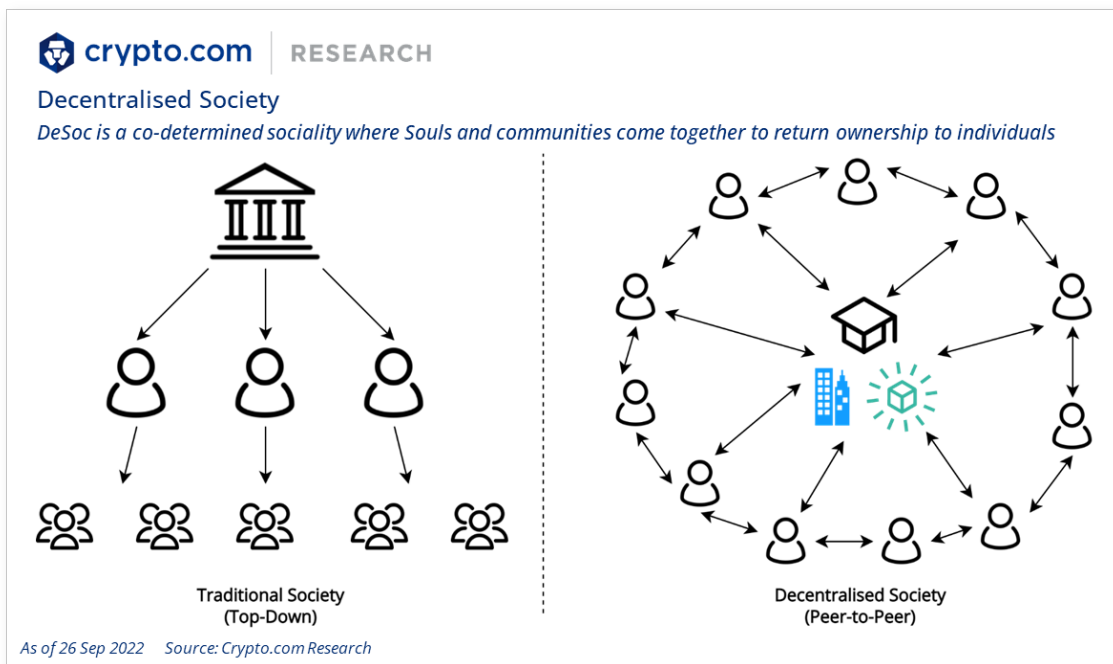 crypto.com | RESEARCH
Decentralised Society
DeSoc is a co-determined sociality where Souls and communities come together to return ownership to individuals
Traditional Society
(Top-Down)
Decentralised Society
(Peer-to-Peer)
As of 26 Sep 2022 Source: Crypto.com Research